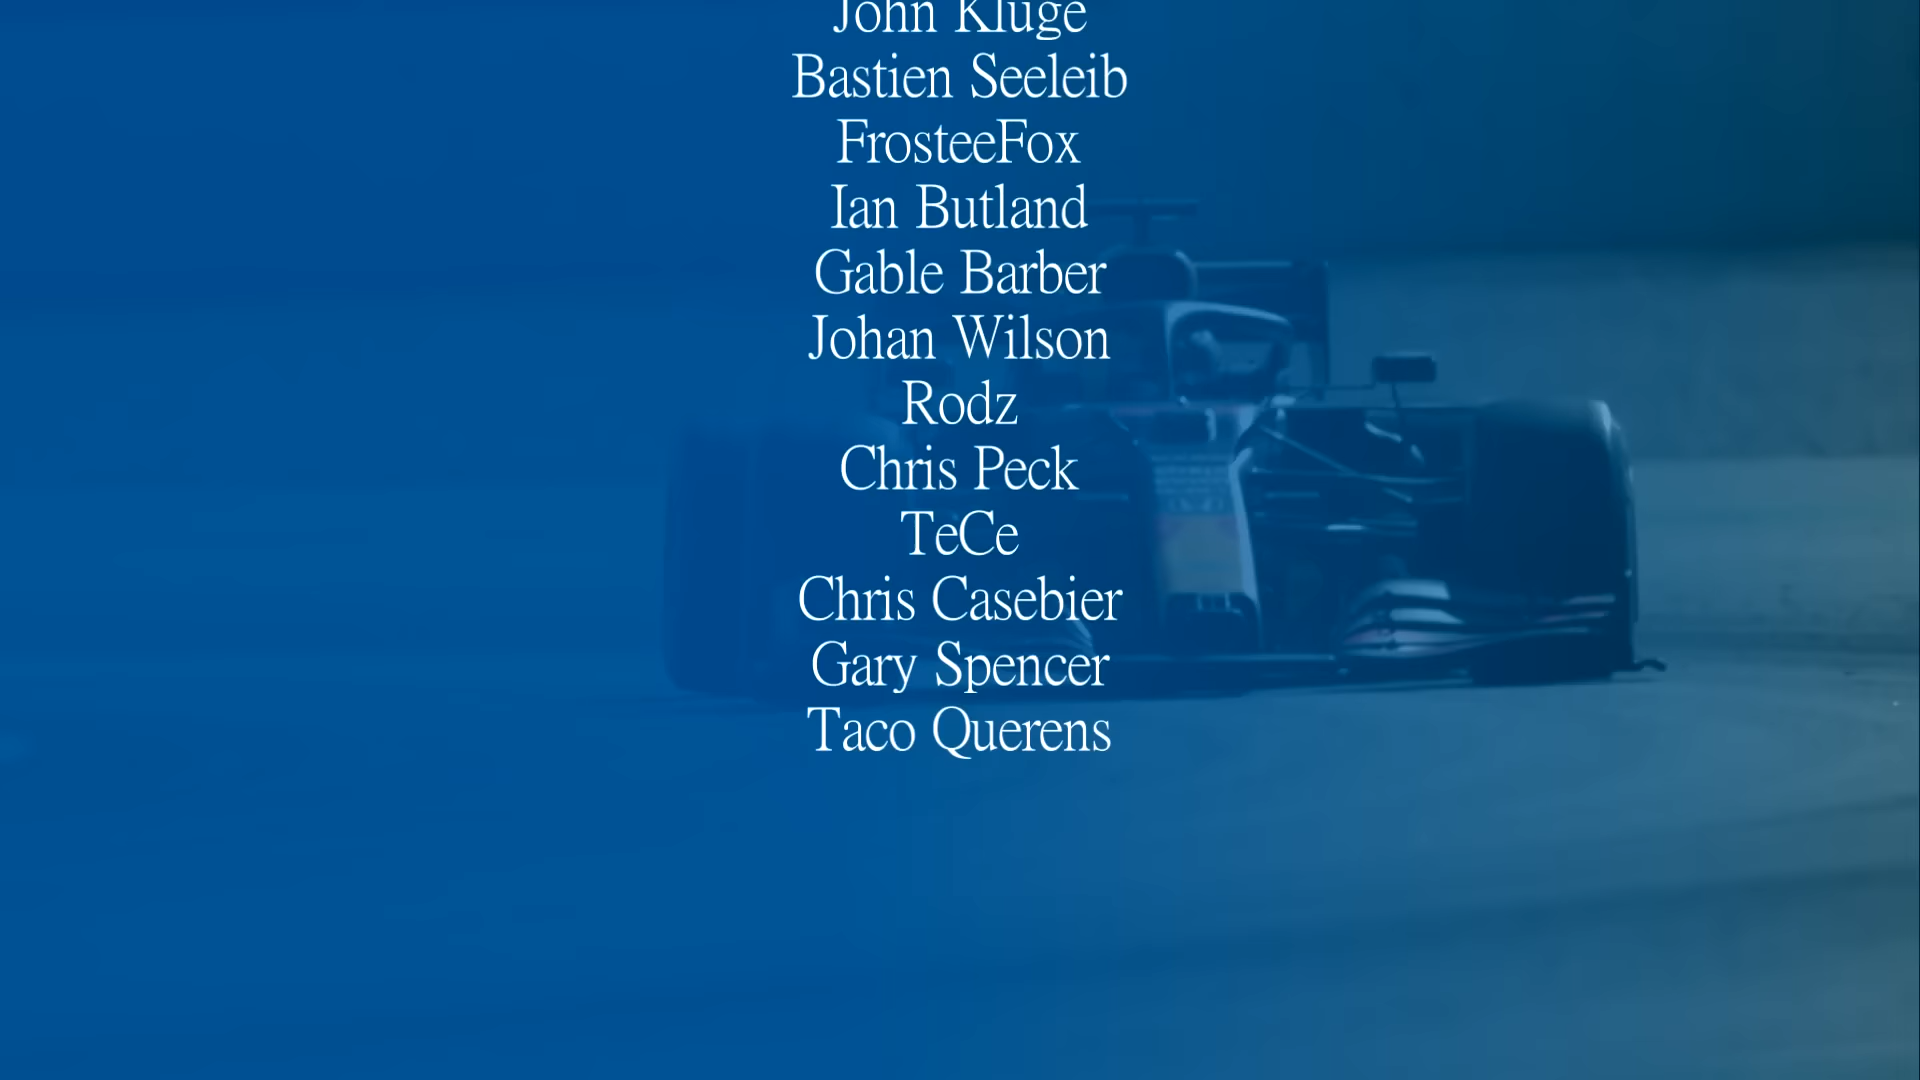 John Kluge
Bastien Seeleib
FrosteeFox
Ian Butland
Gable Barber
Johan Wilson
Rodz
Chris Peck
TeCe
Chris Casebier
Gary Spencer
Taco Querens